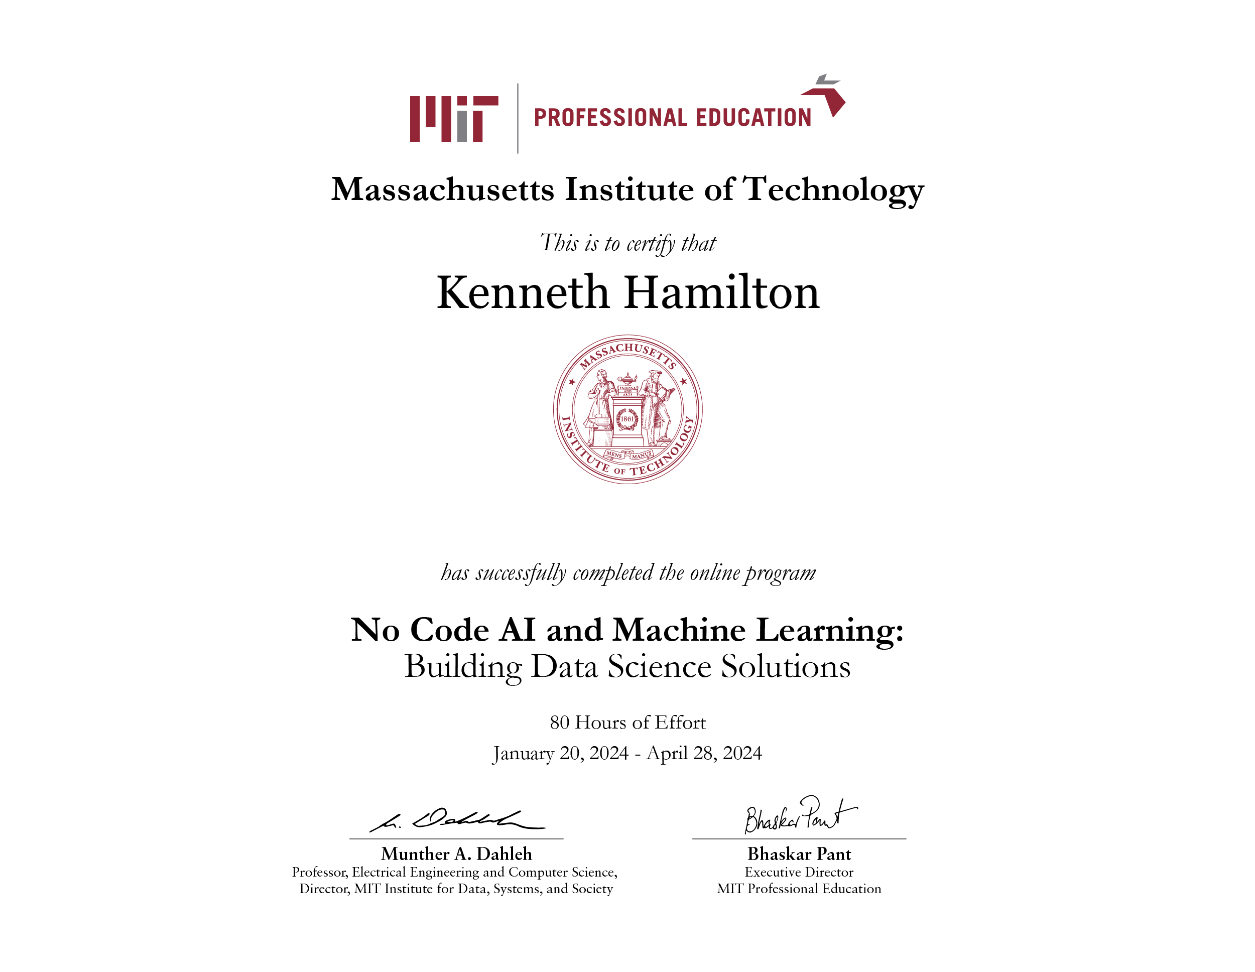 MIT PROFESSIONAL EDUCATION
Massachusetts Institute of Technology
This is to certify that
Kenneth Hamilton
MASSACHUSETTS
INSTITUTE OF TECHNOLOGY
1861
MENS MANUS
has successfully completed the online program
No Code AI and Machine Learning:
Building Data Science Solutions
80 Hours of Effort
January 20, 2024 - April 28, 2024
Bhaskar Pant
Munther A. Dahleh
Professor, Electrical Engineering and Computer Science,
Director, MIT Institute for Data, Systems, and Society
Bhaskar Pant
Executive Director
MIT Professional Education